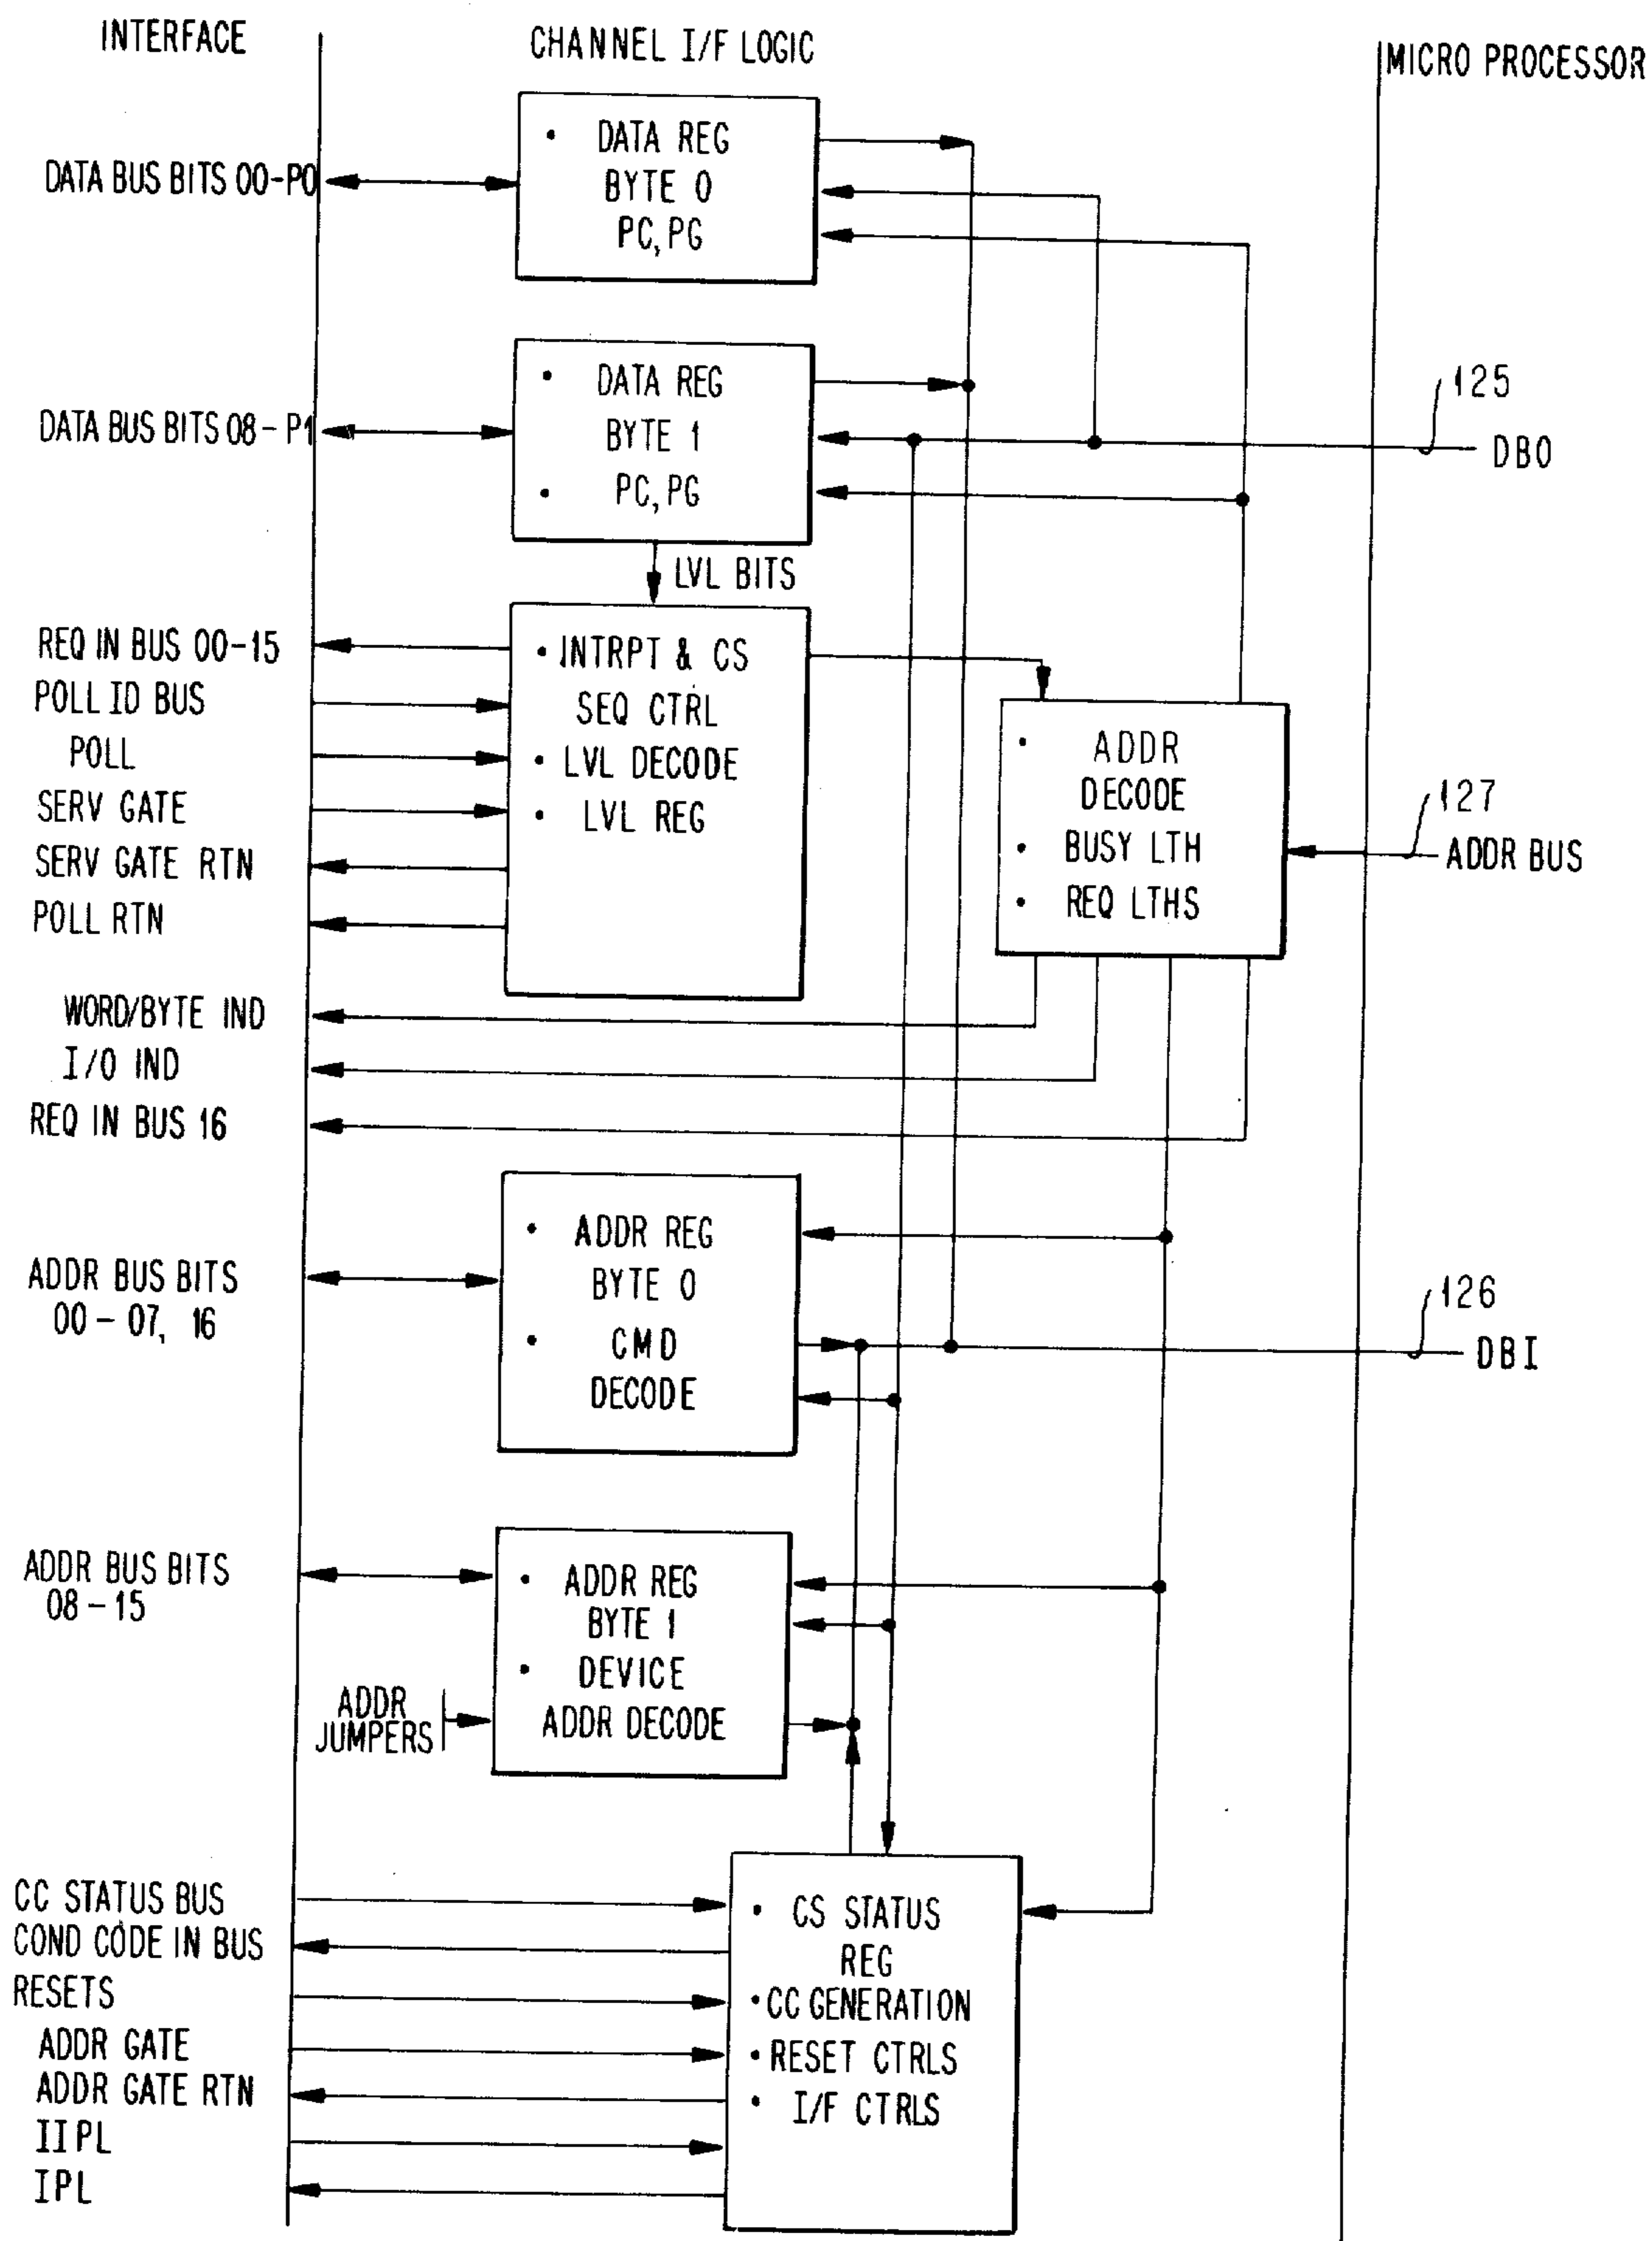 INTERFACE
CHANNEL I/F LOGIC
MICRO PROCESSOR
DATA BUS BITS 00-P0
• DATA REG
BYTE 0
PC, PG
DATA BUS BITS 08-P1
• DATA REG
BYTE 1
• PC, PG
125
DBO
LVL BITS
REQ IN BUS 00-15
POLL ID BUS
POLL
SERV GATE
SERV GATE RTN
POLL RTN
• INTRPT & CS
SEQ CTRL
• LVL DECODE
• LVL REG
• ADDR
DECODE
• BUSY LTH
• REQ LTHS
127
ADDR BUS
WORD/BYTE IND
I/O IND
REQ IN BUS 16
ADDR BUS BITS
00-07, 16
• ADDR REG
BYTE 0
• CMD
DECODE
126
DBI
ADDR BUS BITS
08-15
• ADDR REG
BYTE 1
• DEVICE
ADDR DECODE
ADDR
JUMPERS
CC STATUS BUS
COND CODE IN BUS
RESETS
ADDR GATE
ADDR GATE RTN
IIPL
IPL
• CS STATUS
REG
• CC GENERATION
• RESET CTRLS
• I/F CTRLS